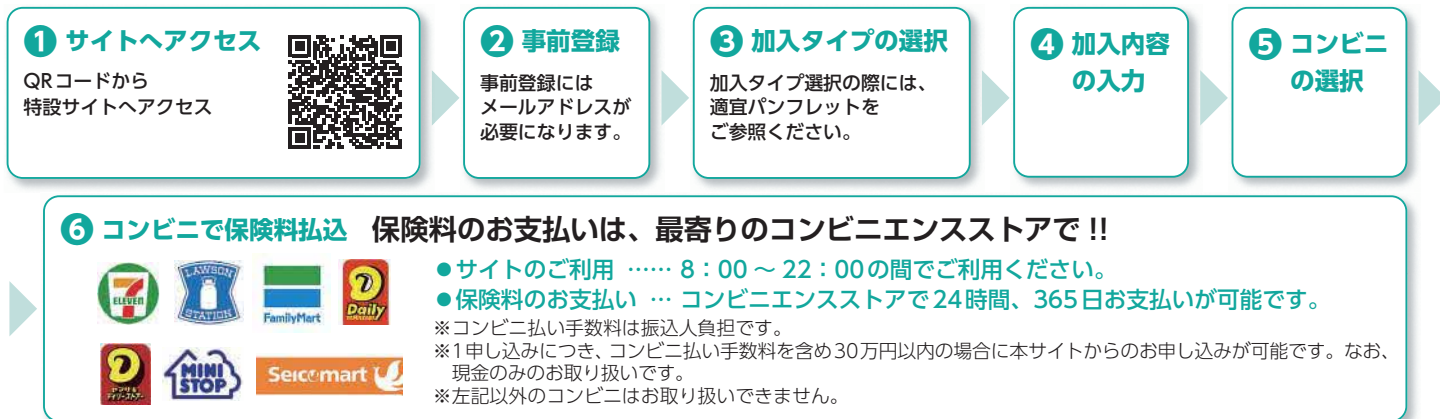 ❶ サイトへアクセス
QRコードから
特設サイトへアクセス
❷ 事前登録
事前登録には
メールアドレスが
必要になります。
❸ 加入タイプの選択
加入タイプ選択の際には、
適宜パンフレットを
ご参照ください。
❹ 加入内容
の入力
❺ コンビニ
の選択
❻ コンビニで保険料払込 保険料のお支払いは、最寄りのコンビニエンスストアで !!
7 ELEVEN
LAWSON
STATION
FamilyMart
Daily
ヤマザキ
デイリーストアー
MINI
STOP
Seicomart
●サイトのご利用 …… 8：00 ～ 22：00の間でご利用ください。
●保険料のお支払い … コンビニエンスストアで24時間、365日お支払いが可能です。
※コンビニ払い手数料は振込人負担です。
※1申し込みにつき、コンビニ払い手数料を含め30万円以内の場合に本サイトからのお申し込みが可能です。なお、
現金のみのお取り扱いです。
※左記以外のコンビニはお取り扱いできません。